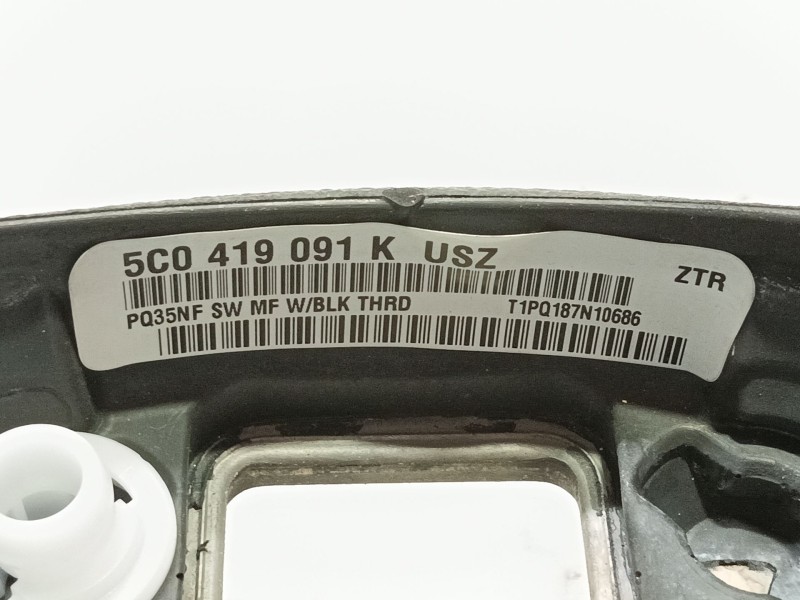 5C0 419 091 K USZ
ZTR
PQ35NF SW MF W/BLK THRD T1PQ187N10686